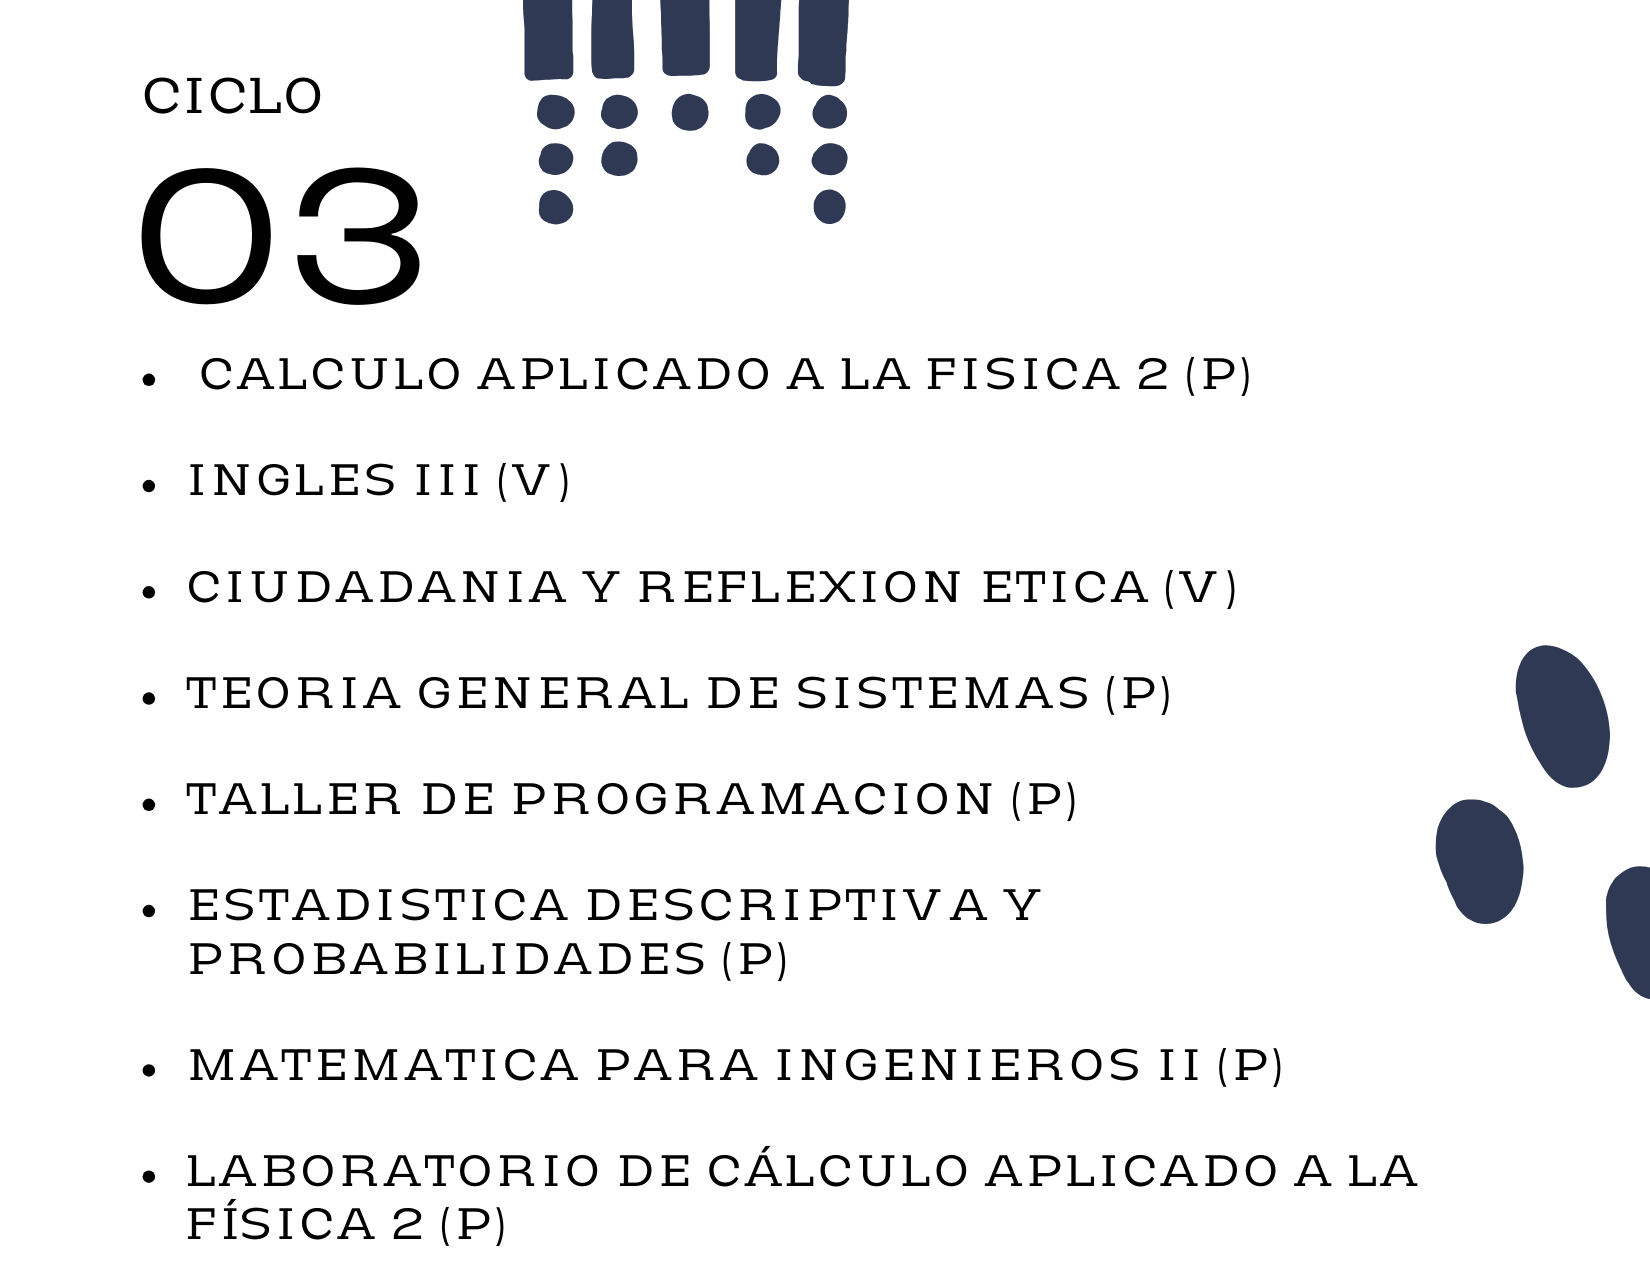 CICLO
03
• CALCULO APLICADO A LA FISICA 2 (P)
• INGLES III (V)
• CIUDADANIA Y REFLEXION ETICA (V)
• TEORIA GENERAL DE SISTEMAS (P)
• TALLER DE PROGRAMACION (P)
• ESTADISTICA DESCRIPTIVA Y
PROBABILIDADES (P)
• MATEMATICA PARA INGENIEROS II (P)
• LABORATORIO DE CÁLCULO APLICADO A LA
FÍSICA 2 (P)